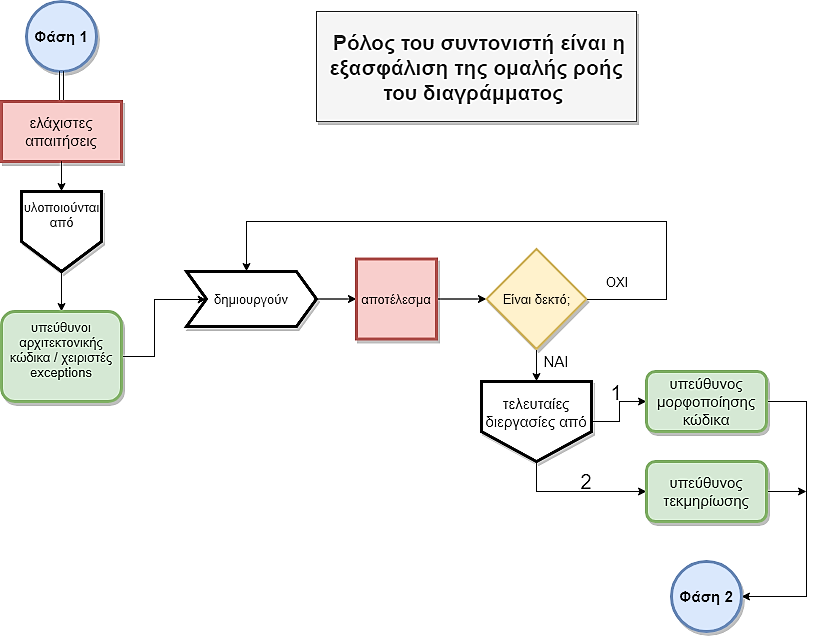 Φάση 1
Ρόλος του συντονιστή είναι η
εξασφάλιση της ομαλής ροής
του διαγράμματος
ελάχιστες
απαιτήσεις
υλοποιούνται
από
υπεύθυνοι
αρχιτεκτονικής
κώδικα / χειριστές
exceptions
δημιουργούν
αποτέλεσμα
Είναι δεκτό;
ΟΧΙ
ΝΑΙ
τελευταίες
διεργασίες από
1
υπεύθυνος
μορφοποίησης
κώδικα
2
υπεύθυνος
τεκμηρίωσης
Φάση 2